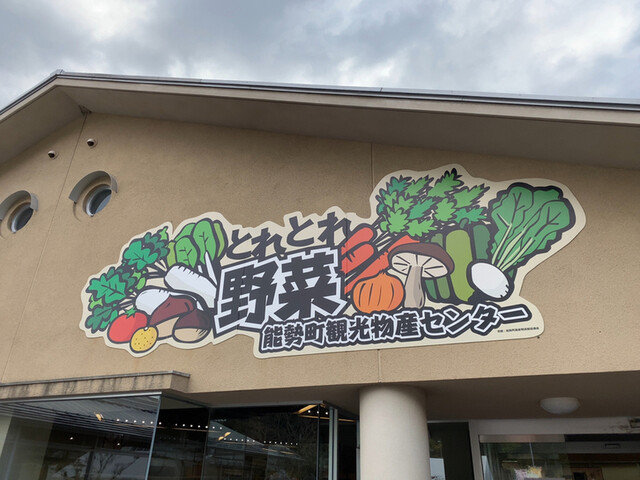 とれとれ
野菜
能勢町観光物産センター